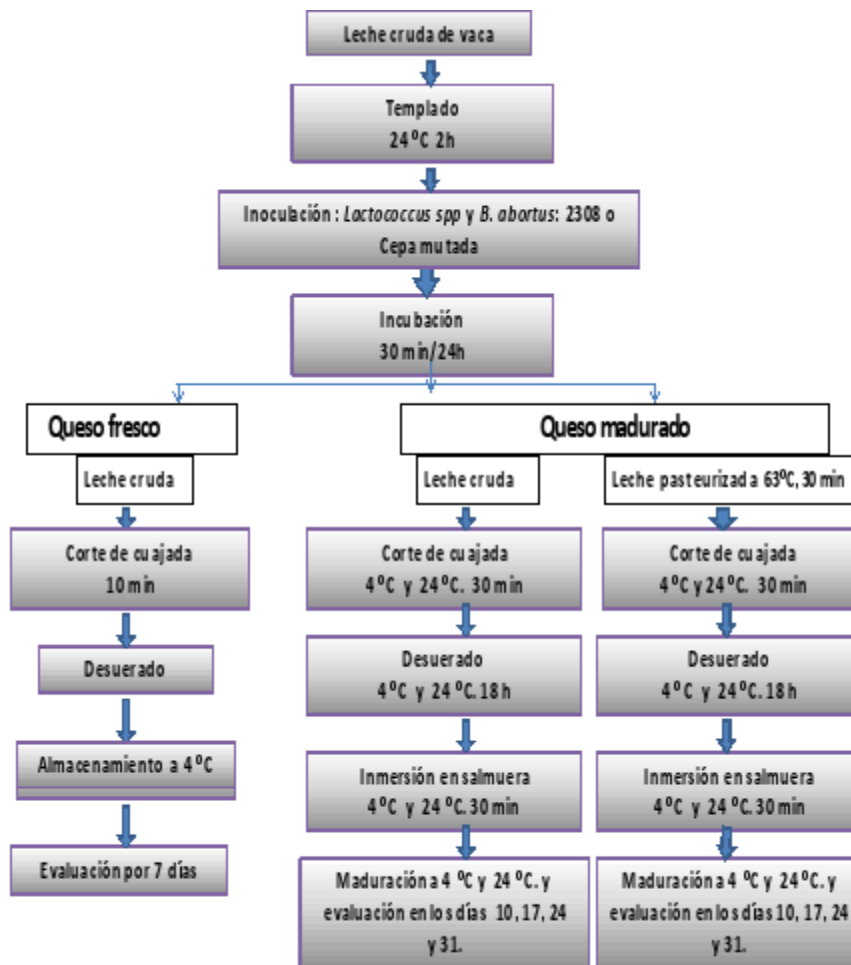 Leche cruda de vaca
Templado
24 ºC 2h
Inoculación : Lactococcus spp y B. abortus: 2308 o
Cepa mutada
Incubación
30 min/24h
Queso fresco
Leche cruda
Corte de cuajada
10 min
Desuerado
Almacenamiento a 4 ºC
Evaluación por 7 días
Queso madurado
Leche cruda
Corte de cuajada
4 ºC y 24 ºC. 30 min
Desuerado
4 ºC y 24 ºC. 18 h
Inmersión en salmuera
4 ºC y 24 ºC. 30 min
Maduración a 4 ºC y 24 ºC. y
evaluación en los días 10, 17, 24
y 31.
Leche pasteurizada 63ºC, 30 min
Corte de cuajada
4 ºC y 24ºC. 30 min
Desuerado
4 ºC y 24 ºC. 18 h
Inmersión en salmuera
4 ºC y 24 ºC. 30 min
Maduración a 4 ºC y 24 ºC. y
evaluación en los días 10, 17, 24
y 31.